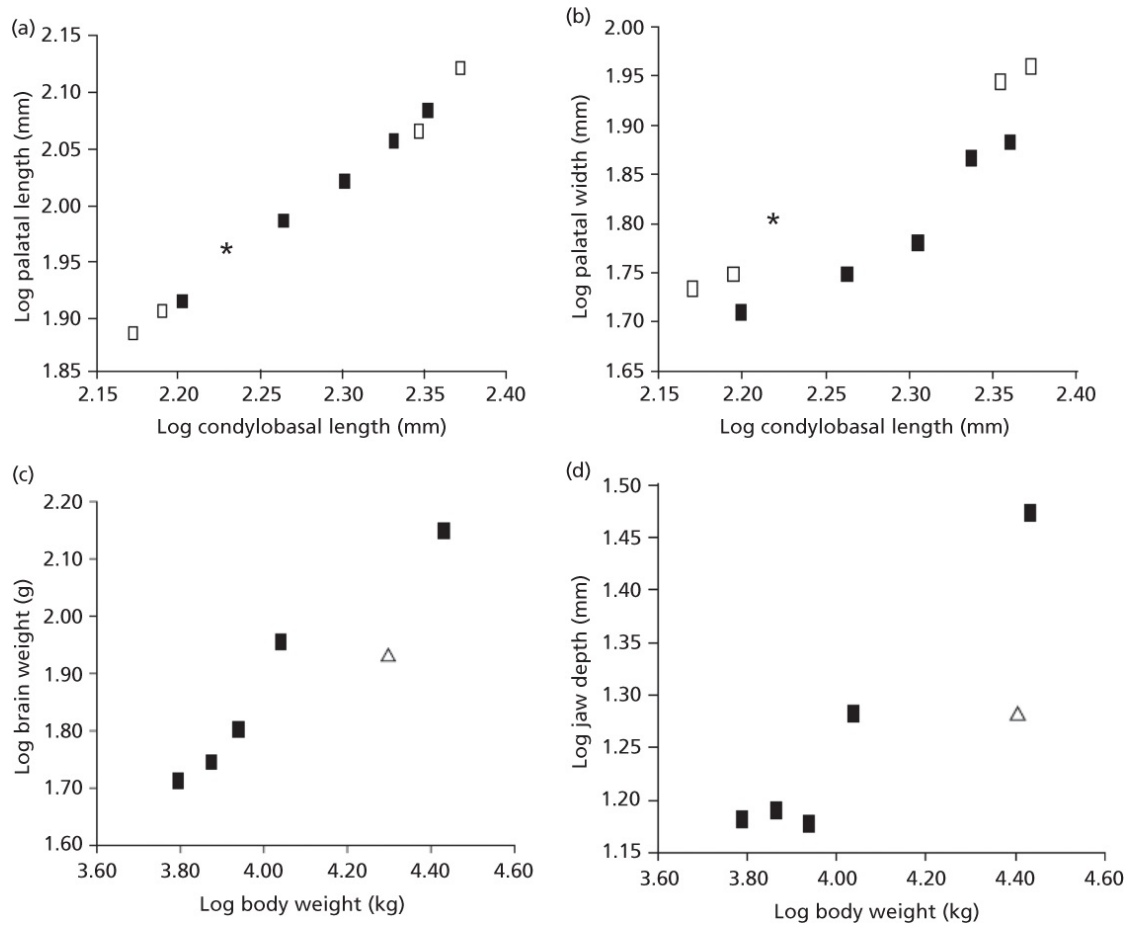 (a)
Log palatal length (mm)
2.15
2.10
2.05
2.00
1.95
1.90
1.85
*
2.15 2.20 2.25 2.30 2.35 2.40
Log condylobasal length (mm)
(b)
Log palatal width (mm)
2.00
1.95
1.90
1.85
1.80
1.75
1.70
1.65
*
2.15 2.20 2.25 2.30 2.35 2.40
Log condylobasal length (mm)
(c)
Log brain weight (g)
2.20
2.10
2.00
1.90
1.80
1.70
1.60
3.60 3.80 4.00 4.20 4.40 4.60
Log body weight (kg)
(d)
Log jaw depth (mm)
1.50
1.45
1.40
1.35
1.30
1.25
1.20
1.15
3.60 3.80 4.00 4.20 4.40 4.60
Log body weight (kg)